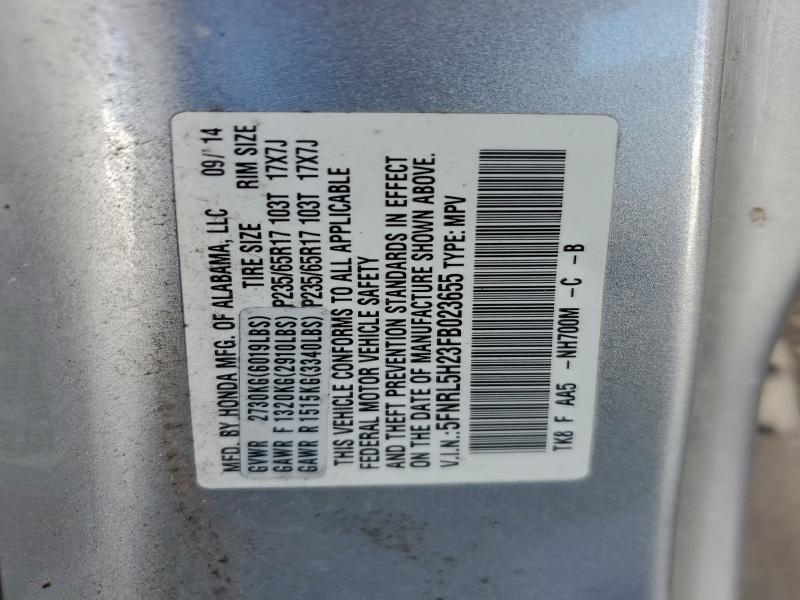 MFD. BY HONDA MFG. OF ALABAMA, LLC 09/14
TIRE SIZE RIM SIZE
GVWR 2730KG(6019LBS)
GAWR F 1320KG(2910LBS) P235/65R17 103T 17X7J
GAWR R 1515KG(3340LBS) P235/65R17 103T 17X7J
THIS VEHICLE CONFORMS TO ALL APPLICABLE
FEDERAL MOTOR VEHICLE SAFETY
AND THEFT PREVENTION STANDARDS IN EFFECT
ON THE DATE OF MANUFACTURE SHOWN ABOVE.
V.I.N.:5FNRL5H23FB023655 TYPE:MPV
TK8 F AA5 -NH700M -C -B